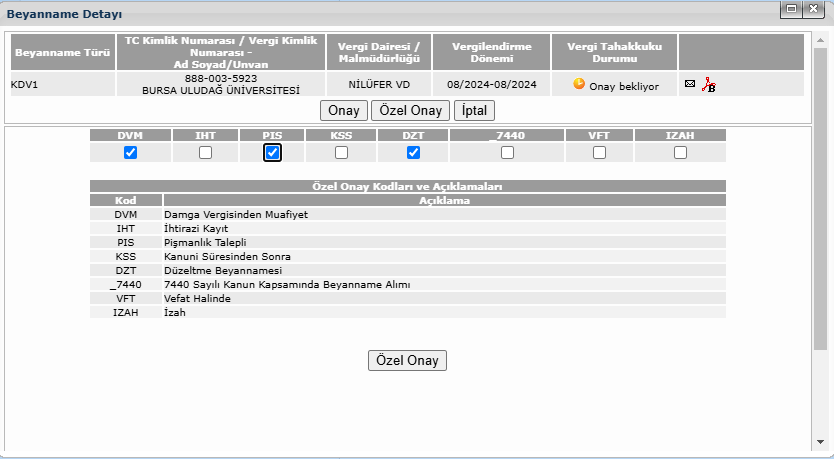 Beyanname Detayı
Beyanname Türü
TC Kimlik Numarası / Vergi Kimlik
Numarası -
Ad Soyad/Unvan
Vergi Dairesi /
Malmüdürlüğü
Vergilendirme
Dönemi
Vergi Tahakkuku
Durumu
KDV1
888-003-5923
BURSA ULUDAĞ ÜNİVERSİTESİ
NİLÜFER VD
08/2024-08/2024
Onay bekliyor
Onay Özel Onay İptal
DVM IHT PIS KSS DZT _7440 VFT IZAH
Özel Onay Kodları ve Açıklamaları
Kod Açıklama
DVM Damga Vergisinden Muafiyet
IHT İhtirazi Kayıt
PIS Pişmanlık Talepli
KSS Kanuni Süresinden Sonra
DZT Düzeltme Beyannamesi
_7440 7440 Sayılı Kanun Kapsamında Beyanname Alımı
VFT Vefat Halinde
IZAH İzah
Özel Onay